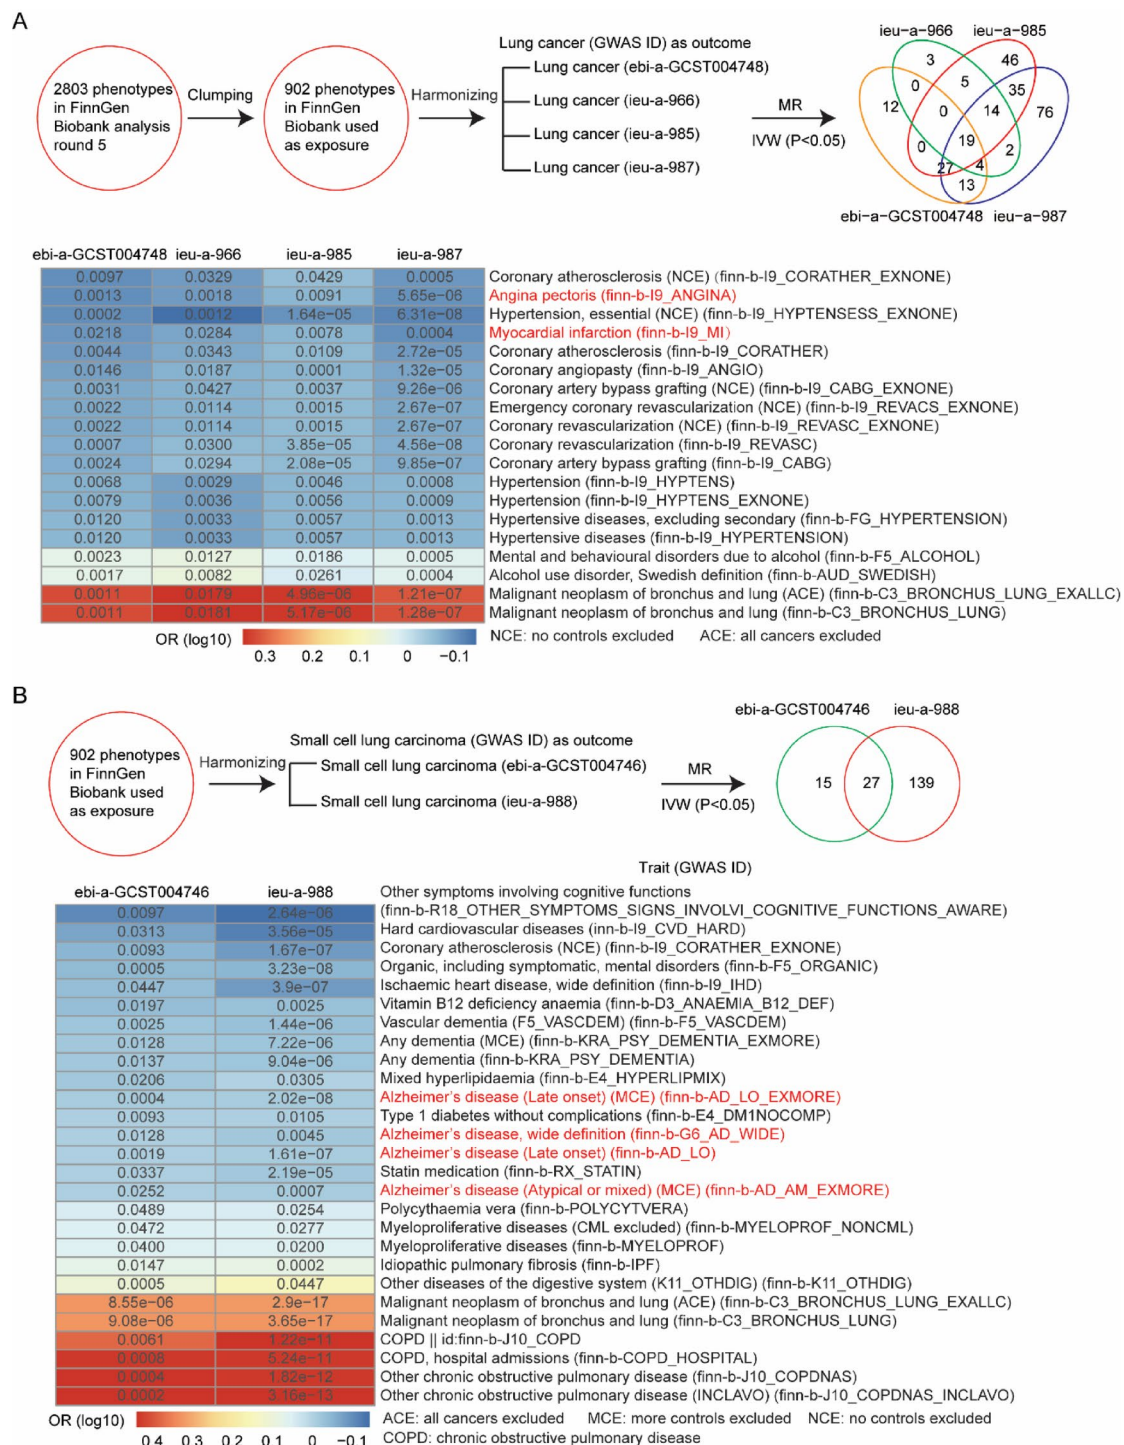 A
2803 phenotypes
in FinnGen
Biobank analysis
round 5
Clumping
902 phenotypes
in FinnGen
Biobank used
as exposure
Harmonizing
Lung cancer (GWAS ID) as outcome
Lung cancer (ebi-a-GCST004748)
Lung cancer (ieu-a-966)
Lung cancer (ieu-a-985)
Lung cancer (ieu-a-987)
MR
IVW (P<0.05)
ieu-a-966 ieu-a-985
3 46
0 5 35
12 0 14 76
0 19 2
27 4
13
ebi-a-GCST004748 ieu-a-987
ebi-a-GCST004748 ieu-a-966 ieu-a-985 ieu-a-987
0.0097 0.0329 0.0429 0.0005 Coronary atherosclerosis (NCE) (finn-b-I9_CORATHER_EXNONE)
0.0013 0.0018 0.0091 5.65e-06 Angina pectoris (finn-b-I9_ANGINA)
0.0002 0.0012 1.64e-05 6.31e-08 Hypertension, essential (NCE) (finn-b-I9_HYPTENSESS_EXNONE)
0.0218 0.0284 0.0078 0.0004 Myocardial infarction (finn-b-I9_MI)
0.0044 0.0343 0.0109 2.72e-05 Coronary atherosclerosis (finn-b-I9_CORATHER)
0.0146 0.0187 0.0001 1.32e-05 Coronary angiopasty (finn-b-I9_ANGIO)
0.0031 0.0427 0.0037 9.26e-06 Coronary artery bypass grafting (NCE) (finn-b-I9_CABG_EXNONE)
0.0022 0.0114 0.0015 2.67e-07 Emergency coronary revascularization (NCE) (finn-b-I9_REVACS_EXNONE)
0.0022 0.0114 0.0015 2.67e-07 Coronary revascularization (NCE) (finn-b-I9_REVASC_EXNONE)
0.0007 0.0300 3.85e-05 4.56e-08 Coronary revascularization (finn-b-I9_REVASC)
0.0024 0.0294 2.08e-05 9.85e-07 Coronary artery bypass grafting (finn-b-I9_CABG)
0.0068 0.0029 0.0046 0.0008 Hypertension (finn-b-I9_HYPTENS)
0.0079 0.0036 0.0056 0.0009 Hypertension (finn-b-I9_HYPTENS_EXNONE)
0.0120 0.0033 0.0057 0.0013 Hypertensive diseases, excluding secondary (finn-b-FG_HYPERTENSION)
0.0120 0.0033 0.0057 0.0013 Hypertensive diseases (finn-b-I9_HYPERTENSION)
0.0023 0.0127 0.0186 0.0005 Mental and behavioural disorders due to alcohol (finn-b-F5_ALCOHOL)
0.0017 0.0082 0.0261 0.0004 Alcohol use disorder, Swedish definition (finn-b-AUD_SWEDISH)
0.0011 0.0179 4.96e-06 1.21e-07 Malignant neoplasm of bronchus and lung (ACE) (finn-b-C3_BRONCHUS_LUNG_EXALLC)
0.0011 0.0181 5.17e-06 1.28e-07 Malignant neoplasm of bronchus and lung (finn-b-C3_BRONCHUS_LUNG)
OR (log10) NCE: no controls excluded ACE: all cancers excluded
0.3 0.2 0.1 0 -0.1
B
902 phenotypes
in FinnGen
Biobank used
as exposure
Harmonizing
Small cell lung carcinoma (GWAS ID) as outcome
Small cell lung carcinoma (ebi-a-GCST004746)
Small cell lung carcinoma (ieu-a-988)
MR
IVW (P<0.05)
ebi-a-GCST004746 ieu-a-988
15 27 139
Trait (GWAS ID)
ebi-a-GCST004746 ieu-a-988 Other symptoms involving cognitive functions
0.0097 2.64e-06 (finn-b-R18_OTHER_SYMPTOMS_SIGNS_INVOLVI_COGNITIVE_FUNCTIONS_AWARE)
0.0313 3.56e-05 Hard cardiovascular diseases (inn-b-I9_CVD_HARD)
0.0093 1.67e-07 Coronary atherosclerosis (NCE) (finn-b-I9_CORATHER_EXNONE)
0.0005 3.23e-08 Organic, including symptomatic, mental disorders (finn-b-F5_ORGANIC)
0.0447 3.9e-07 Ischaemic heart disease, wide definition (finn-b-I9_IHD)
0.0197 0.0025 Vitamin B12 deficiency anaemia (finn-b-D3_ANAEMIA_B12_DEF)
0.0025 1.44e-06 Vascular dementia (F5_VASCDEM) (finn-b-F5_VASCDEM)
0.0128 7.22e-06 Any dementia (MCE) (finn-b-KRA_PSY_DEMENTIA_EXMORE)
0.0137 9.04e-06 Any dementia (finn-b-KRA_PSY_DEMENTIA)
0.0206 0.0305 Mixed hyperlipidaemia (finn-b-E4_HYPERLIPMIX)
0.0004 2.02e-08 Alzheimer's disease (Late onset) (MCE) (finn-b-AD_LO_EXMORE)
0.0093 0.0105 Type 1 diabetes without complications (finn-b-E4_DM1NOCOMP)
0.0128 0.0045 Alzheimer's disease, wide definition (finn-b-G6_AD_WIDE)
0.0019 1.61e-07 Alzheimer's disease (Late onset) (finn-b-AD_LO)
0.0337 2.19e-05 Statin medication (finn-b-RX_STATIN)
0.0252 0.0007 Alzheimer's disease (Atypical or mixed) (MCE) (finn-b-AD_AM_EXMORE)
0.0489 0.0254 Polycythaemia vera (finn-b-POLYCYTVERA)
0.0472 0.0277 Myeloproliferative diseases (CML excluded) (finn-b-MYELOPROF_NONCML)
0.0400 0.0200 Myeloproliferative diseases (finn-b-MYELOPROF)
0.0147 0.0002 Idiopathic pulmonary fibrosis (finn-b-IPF)
0.0005 0.0447 Other diseases of the digestive system (K11_OTHDIG) (finn-b-K11_OTHDIG)
8.55e-06 2.9e-17 Malignant neoplasm of bronchus and lung (ACE) (finn-b-C3_BRONCHUS_LUNG_EXALLC)
9.08e-06 3.65e-17 Malignant neoplasm of bronchus and lung (finn-b-C3_BRONCHUS_LUNG)
0.0061 1.22e-11 COPD || id:finn-b-J10_COPD
0.0008 5.24e-11 COPD, hospital admissions (finn-b-COPD_HOSPITAL)
0.0004 1.82e-12 Other chronic obstructive pulmonary disease (finn-b-J10_COPDNAS)
0.0002 3.16e-13 Other chronic obstructive pulmonary disease (INCLAVO) (finn-b-J10_COPDNAS_INCLAVO)
OR (log10) ACE: all cancers excluded MCE: more controls excluded NCE: no controls excluded
0.4 0.3 0.2 0.1 0 -0.1 COPD: chronic obstructive pulmonary disease